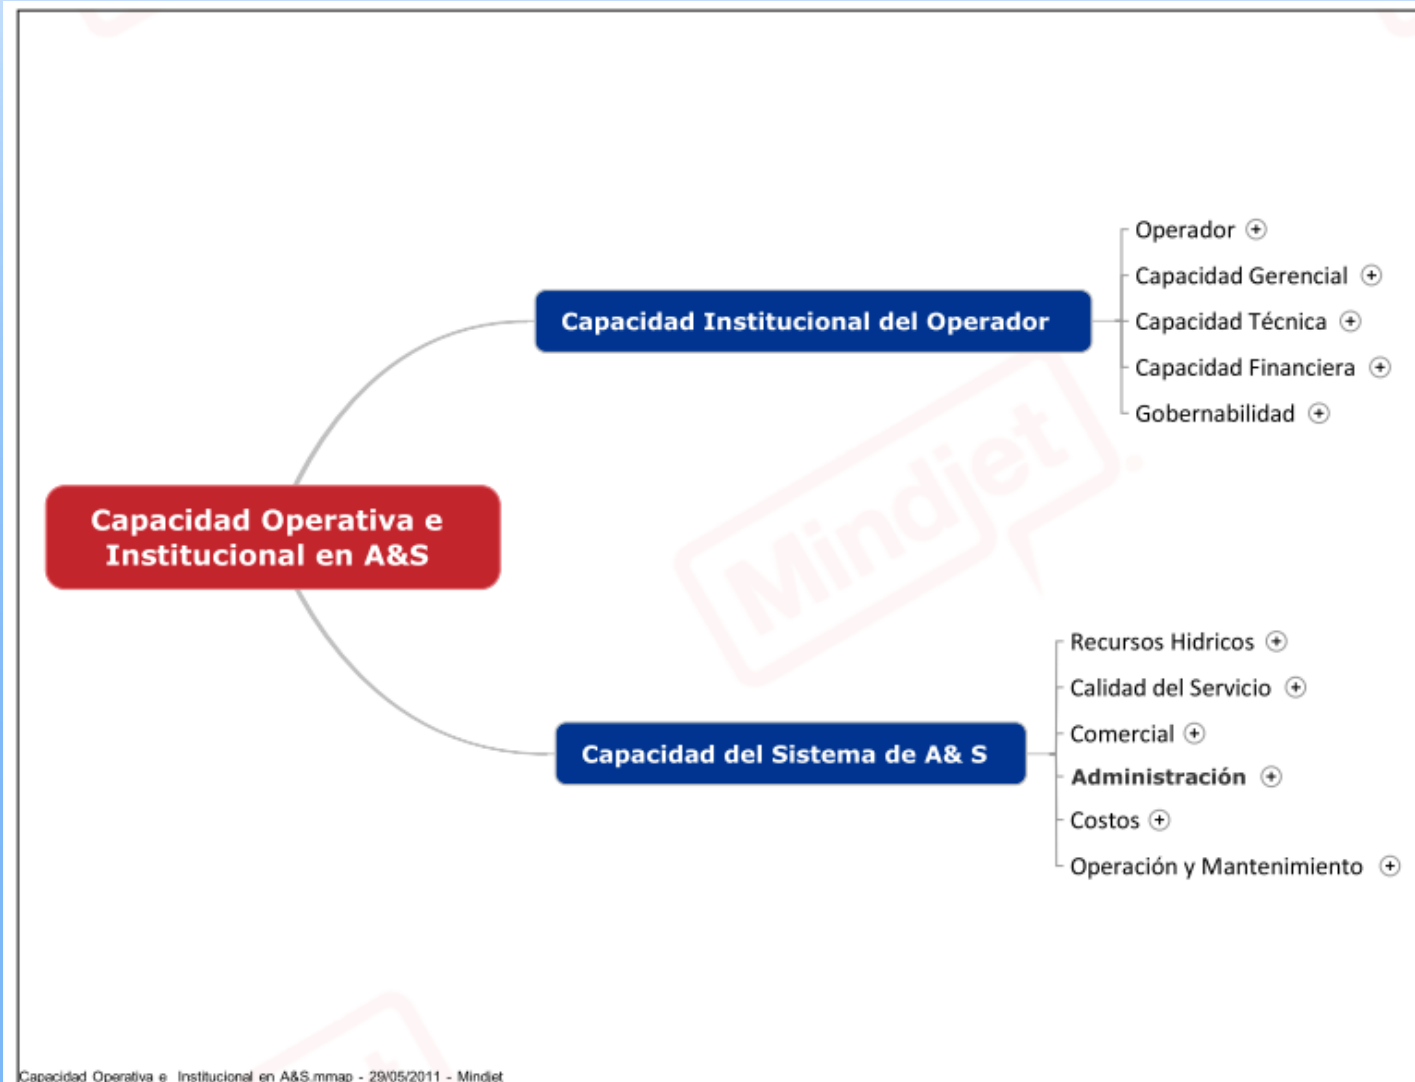 Operador
Capacidad Gerencial
Capacidad Institucional del Operador
Capacidad Técnica
Capacidad Financiera
Gobernabilidad
Capacidad Operativa e
Institucional en A&S
Mindjet
Recursos Hidricos
Calidad del Servicio
Comercial
Capacidad del Sistema de A& S
Administración
Costos
Operación y Mantenimiento
Capacidad Operativa e Institucional en A&S.mmap - 29/05/2011 - Mindjet